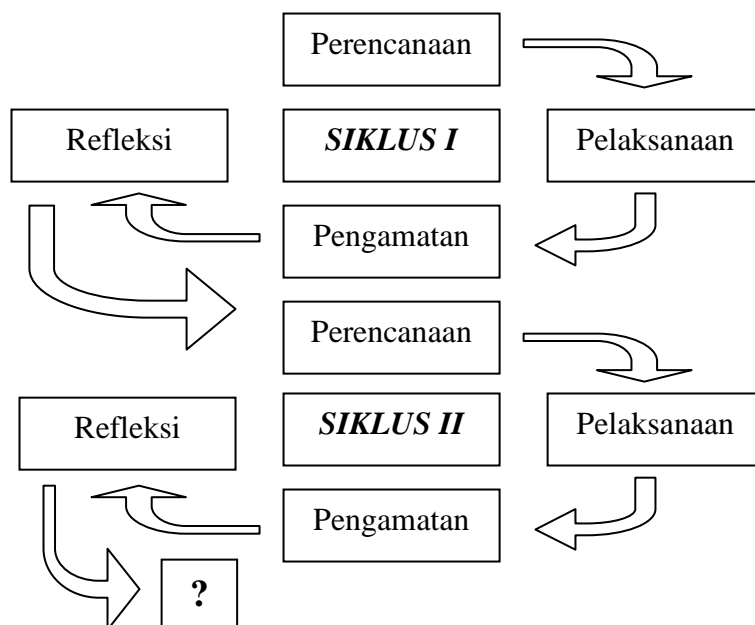 Perencanaan
Refleksi
SIKLUS I
Pelaksanaan
Pengamatan
Perencanaan
Refleksi
SIKLUS II
Pelaksanaan
Pengamatan
?